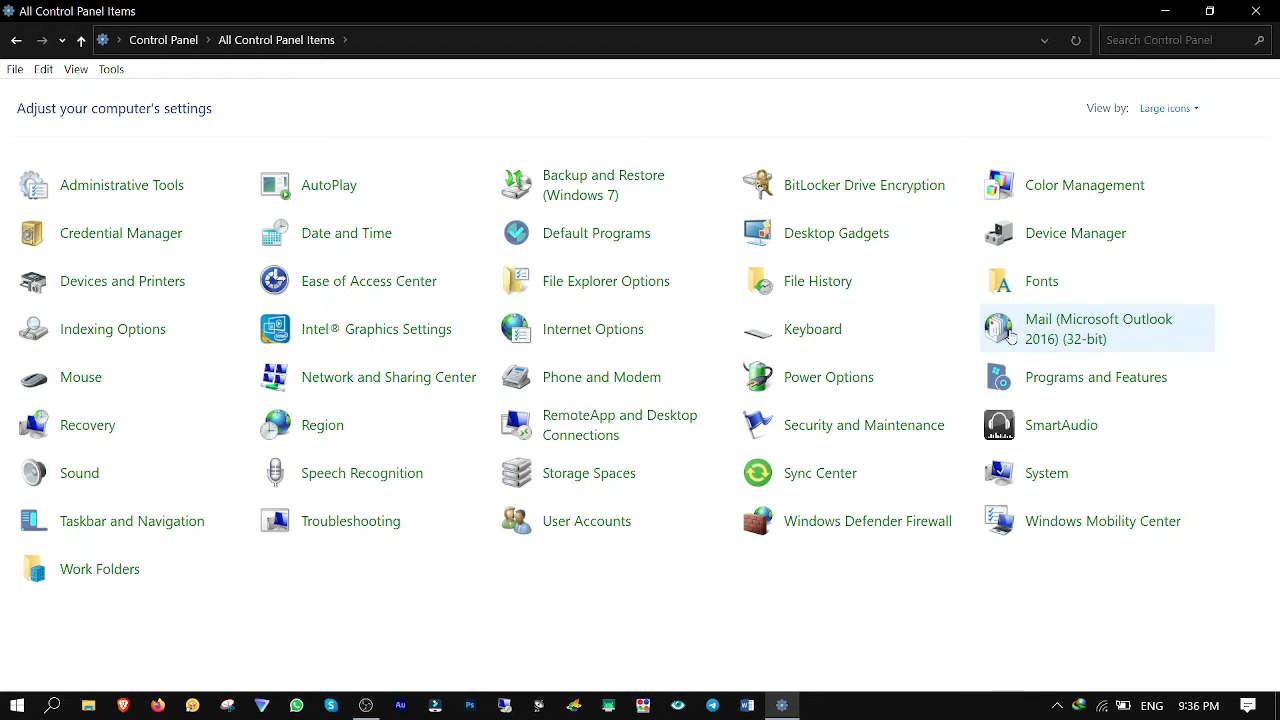 All Control Panel Items
Control Panel > All Control Panel Items >
Search Control Panel
File Edit View Tools
Adjust your computer's settings
View by: Large icons
Administrative Tools
AutoPlay
Backup and Restore
(Windows 7)
BitLocker Drive Encryption
Color Management
Credential Manager
Date and Time
Default Programs
Desktop Gadgets
Device Manager
Devices and Printers
Ease of Access Center
File Explorer Options
File History
Fonts
Indexing Options
Intel® Graphics Settings
Internet Options
Keyboard
Mail (Microsoft Outlook
2016) (32-bit)
Mouse
Network and Sharing Center
Phone and Modem
Power Options
Programs and Features
Recovery
Region
RemoteApp and Desktop
Connections
Security and Maintenance
SmartAudio
Sound
Speech Recognition
Storage Spaces
Sync Center
System
Taskbar and Navigation
Troubleshooting
User Accounts
Windows Defender Firewall
Windows Mobility Center
Work Folders
Au
Ps
ENG
9:36 PM